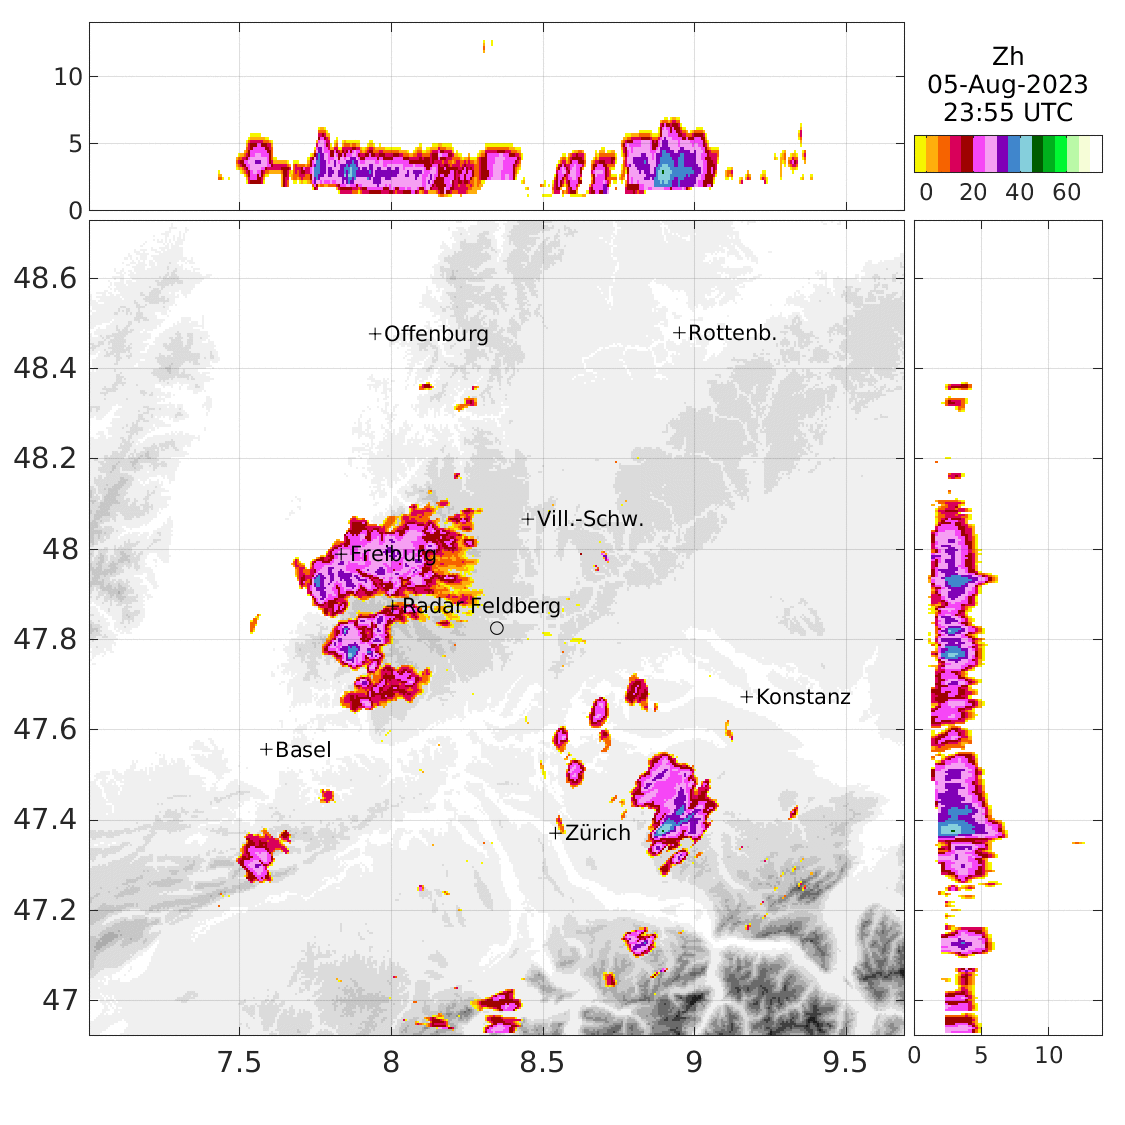 Zh
05-Aug-2023
23:55 UTC
0 20 40 60
10
5
0
48.6
48.4
48.2
48
47.8
47.6
47.4
47.2
47
+Offenburg
+Rottenb.
+Vill.-Schw.
+Freiburg
+Radar Feldberg
+Konstanz
+Basel
+Zürich
7.5 8 8.5 9 9.5
0 5 10